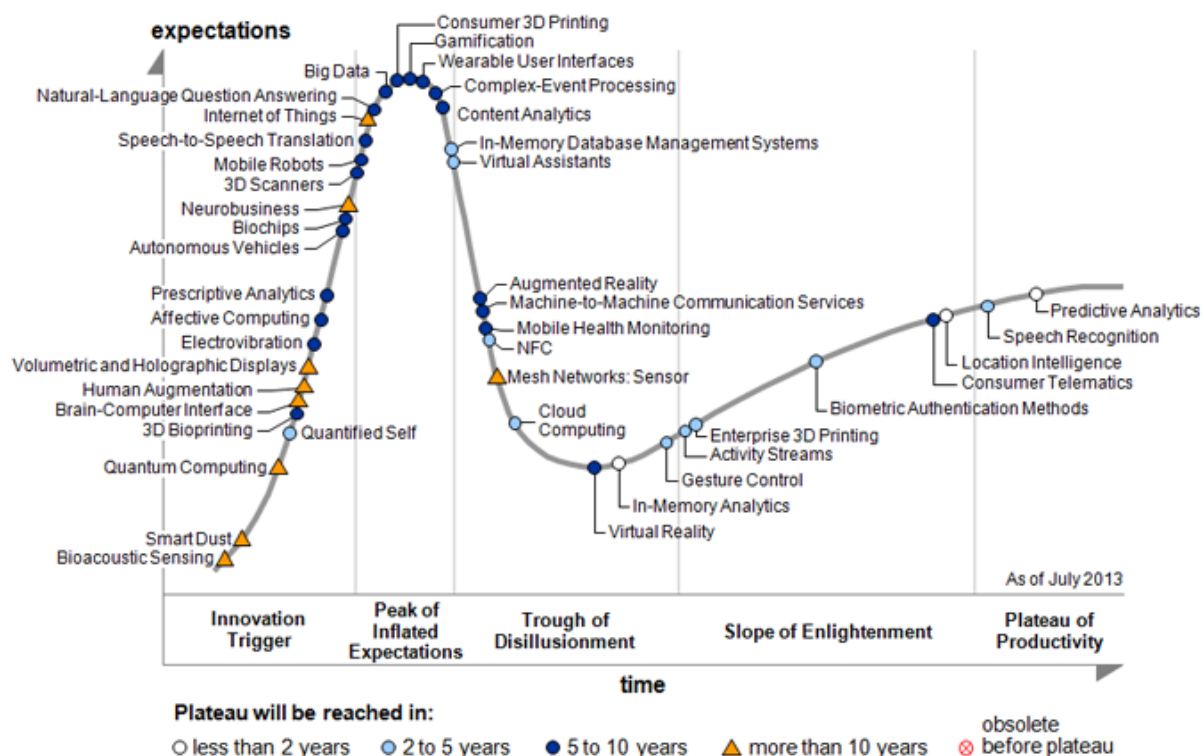 expectations
Consumer 3D Printing
Gamification
Wearable User Interfaces
Big Data
Complex-Event Processing
Natural-Language Question Answering
Content Analytics
Internet of Things
Speech-to-Speech Translation
In-Memory Database Management Systems
Mobile Robots
Virtual Assistants
3D Scanners
Neurobusiness
Biochips
Autonomous Vehicles
Augmented Reality
Prescriptive Analytics
Machine-to-Machine Communication Services
Predictive Analytics
Affective Computing
Mobile Health Monitoring
Speech Recognition
Electrovibration
NFC
Volumetric and Holographic Displays
Location Intelligence
Mesh Networks: Sensor
Consumer Telematics
Human Augmentation
Brain-Computer Interface
Biometric Authentication Methods
Cloud
Computing
3D Bioprinting
Quantified Self
Enterprise 3D Printing
Activity Streams
Quantum Computing
Gesture Control
In-Memory Analytics
Virtual Reality
Smart Dust
Bioacoustic Sensing
As of July 2013
Innovation
Trigger
Peak of
Inflated
Expectations
Trough of
Disillusionment
Slope of Enlightenment
Plateau of
Productivity
time
Plateau will be reached in:
less than 2 years
2 to 5 years
5 to 10 years
more than 10 years
obsolete
before plateau